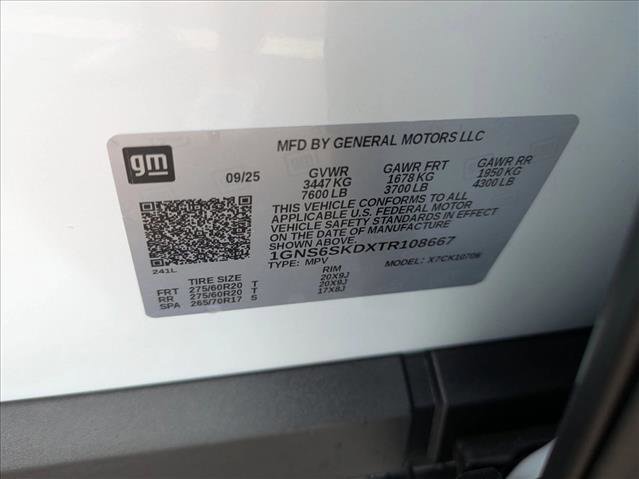 gm
MFD BY GENERAL MOTORS LLC
09/25 GVWR GAWR FRT GAWR RR
3447 KG 1678 KG 1950 KG
7600 LB 3700 LB 4300 LB
THIS VEHICLE CONFORMS TO ALL
APPLICABLE U.S. FEDERAL MOTOR
VEHICLE SAFETY STANDARDS IN EFFECT
ON THE DATE OF MANUFACTURE
SHOWN ABOVE.
1GNS6SKDXTR108667
TYPE: MPV MODEL: X7CK10706
241L
TIRE SIZE RIM
FRT 275/60R20 T 20X9J
RR 275/60R20 T 20X9J
SPA 265/70R17 S 17X8J